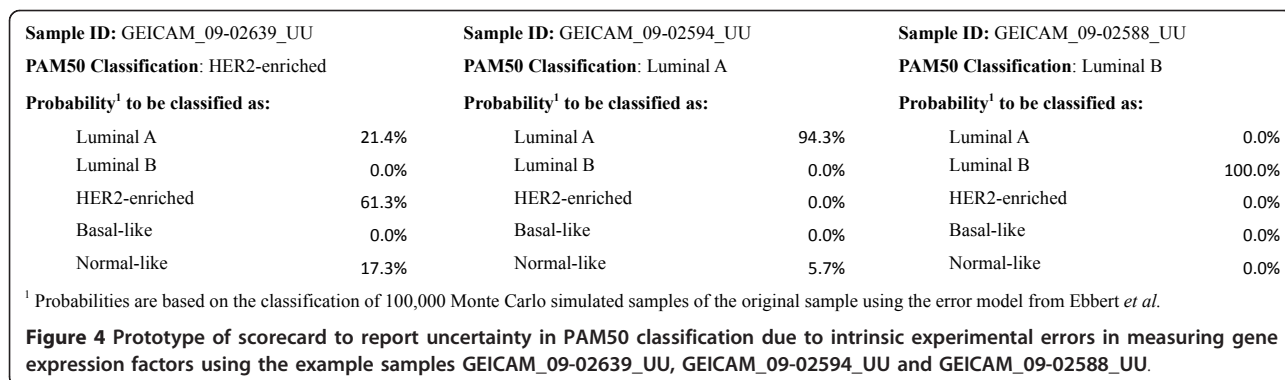 Sample ID: GEICAM_09-02639_UU
PAM50 Classification: HER2-enriched
Probability¹ to be classified as:
Luminal A 21.4%
Luminal B 0.0%
HER2-enriched 61.3%
Basal-like 0.0%
Normal-like 17.3%
Sample ID: GEICAM_09-02594_UU
PAM50 Classification: Luminal A
Probability¹ to be classified as:
Luminal A 94.3%
Luminal B 0.0%
HER2-enriched 0.0%
Basal-like 0.0%
Normal-like 5.7%
Sample ID: GEICAM_09-02588_UU
PAM50 Classification: Luminal B
Probability¹ to be classified as:
Luminal A 0.0%
Luminal B 100.0%
HER2-enriched 0.0%
Basal-like 0.0%
Normal-like 0.0%
¹ Probabilities are based on the classification of 100,000 Monte Carlo simulated samples of the original sample using the error model from Ebbert et al.
Figure 4 Prototype of scorecard to report uncertainty in PAM50 classification due to intrinsic experimental errors in measuring gene
expression factors using the example samples GEICAM_09-02639_UU, GEICAM_09-02594_UU and GEICAM_09-02588_UU.